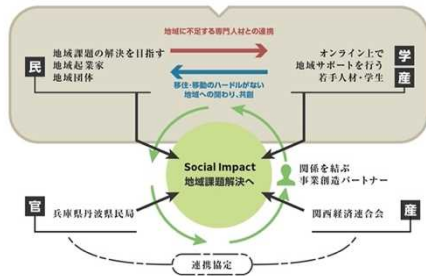 地域に不足する専門人材との連携
民
地域課題の解決を目指す
地域起業家
地域団体
オンライン上で
地域サポートを行う
若手人材・学生
学
産
移住・移動のハードルがない
地域への関わり、共創
Social Impact
地域課題解決へ
関係を結ぶ
事業創造パートナー
官
兵庫県丹波県民局
関西経済連合会
産
連携協定